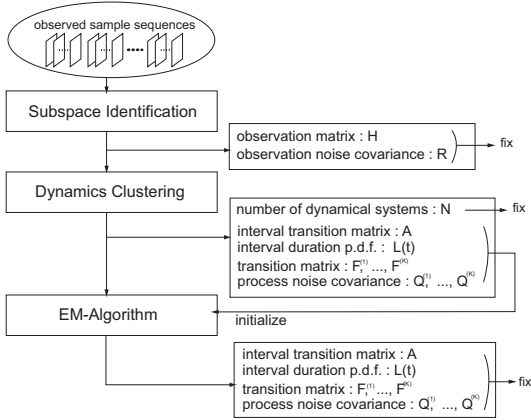 observed sample sequences
Subspace Identification
observation matrix : H
observation noise covariance : R
fix
Dynamics Clustering
number of dynamical systems : N
fix
interval transition matrix : A
interval duration p.d.f. : L(t)
transition matrix : F,⁽¹⁾ ..., F⁽ᴷ⁾
process noise covariance : Q,⁽¹⁾ ..., Q⁽ᴷ⁾
EM-Algorithm
initialize
interval transition matrix : A
interval duration p.d.f. : L(t)
transition matrix : F,⁽¹⁾ ..., F⁽ᴷ⁾
process noise covariance : Q,⁽¹⁾ ..., Q⁽ᴷ⁾
fix